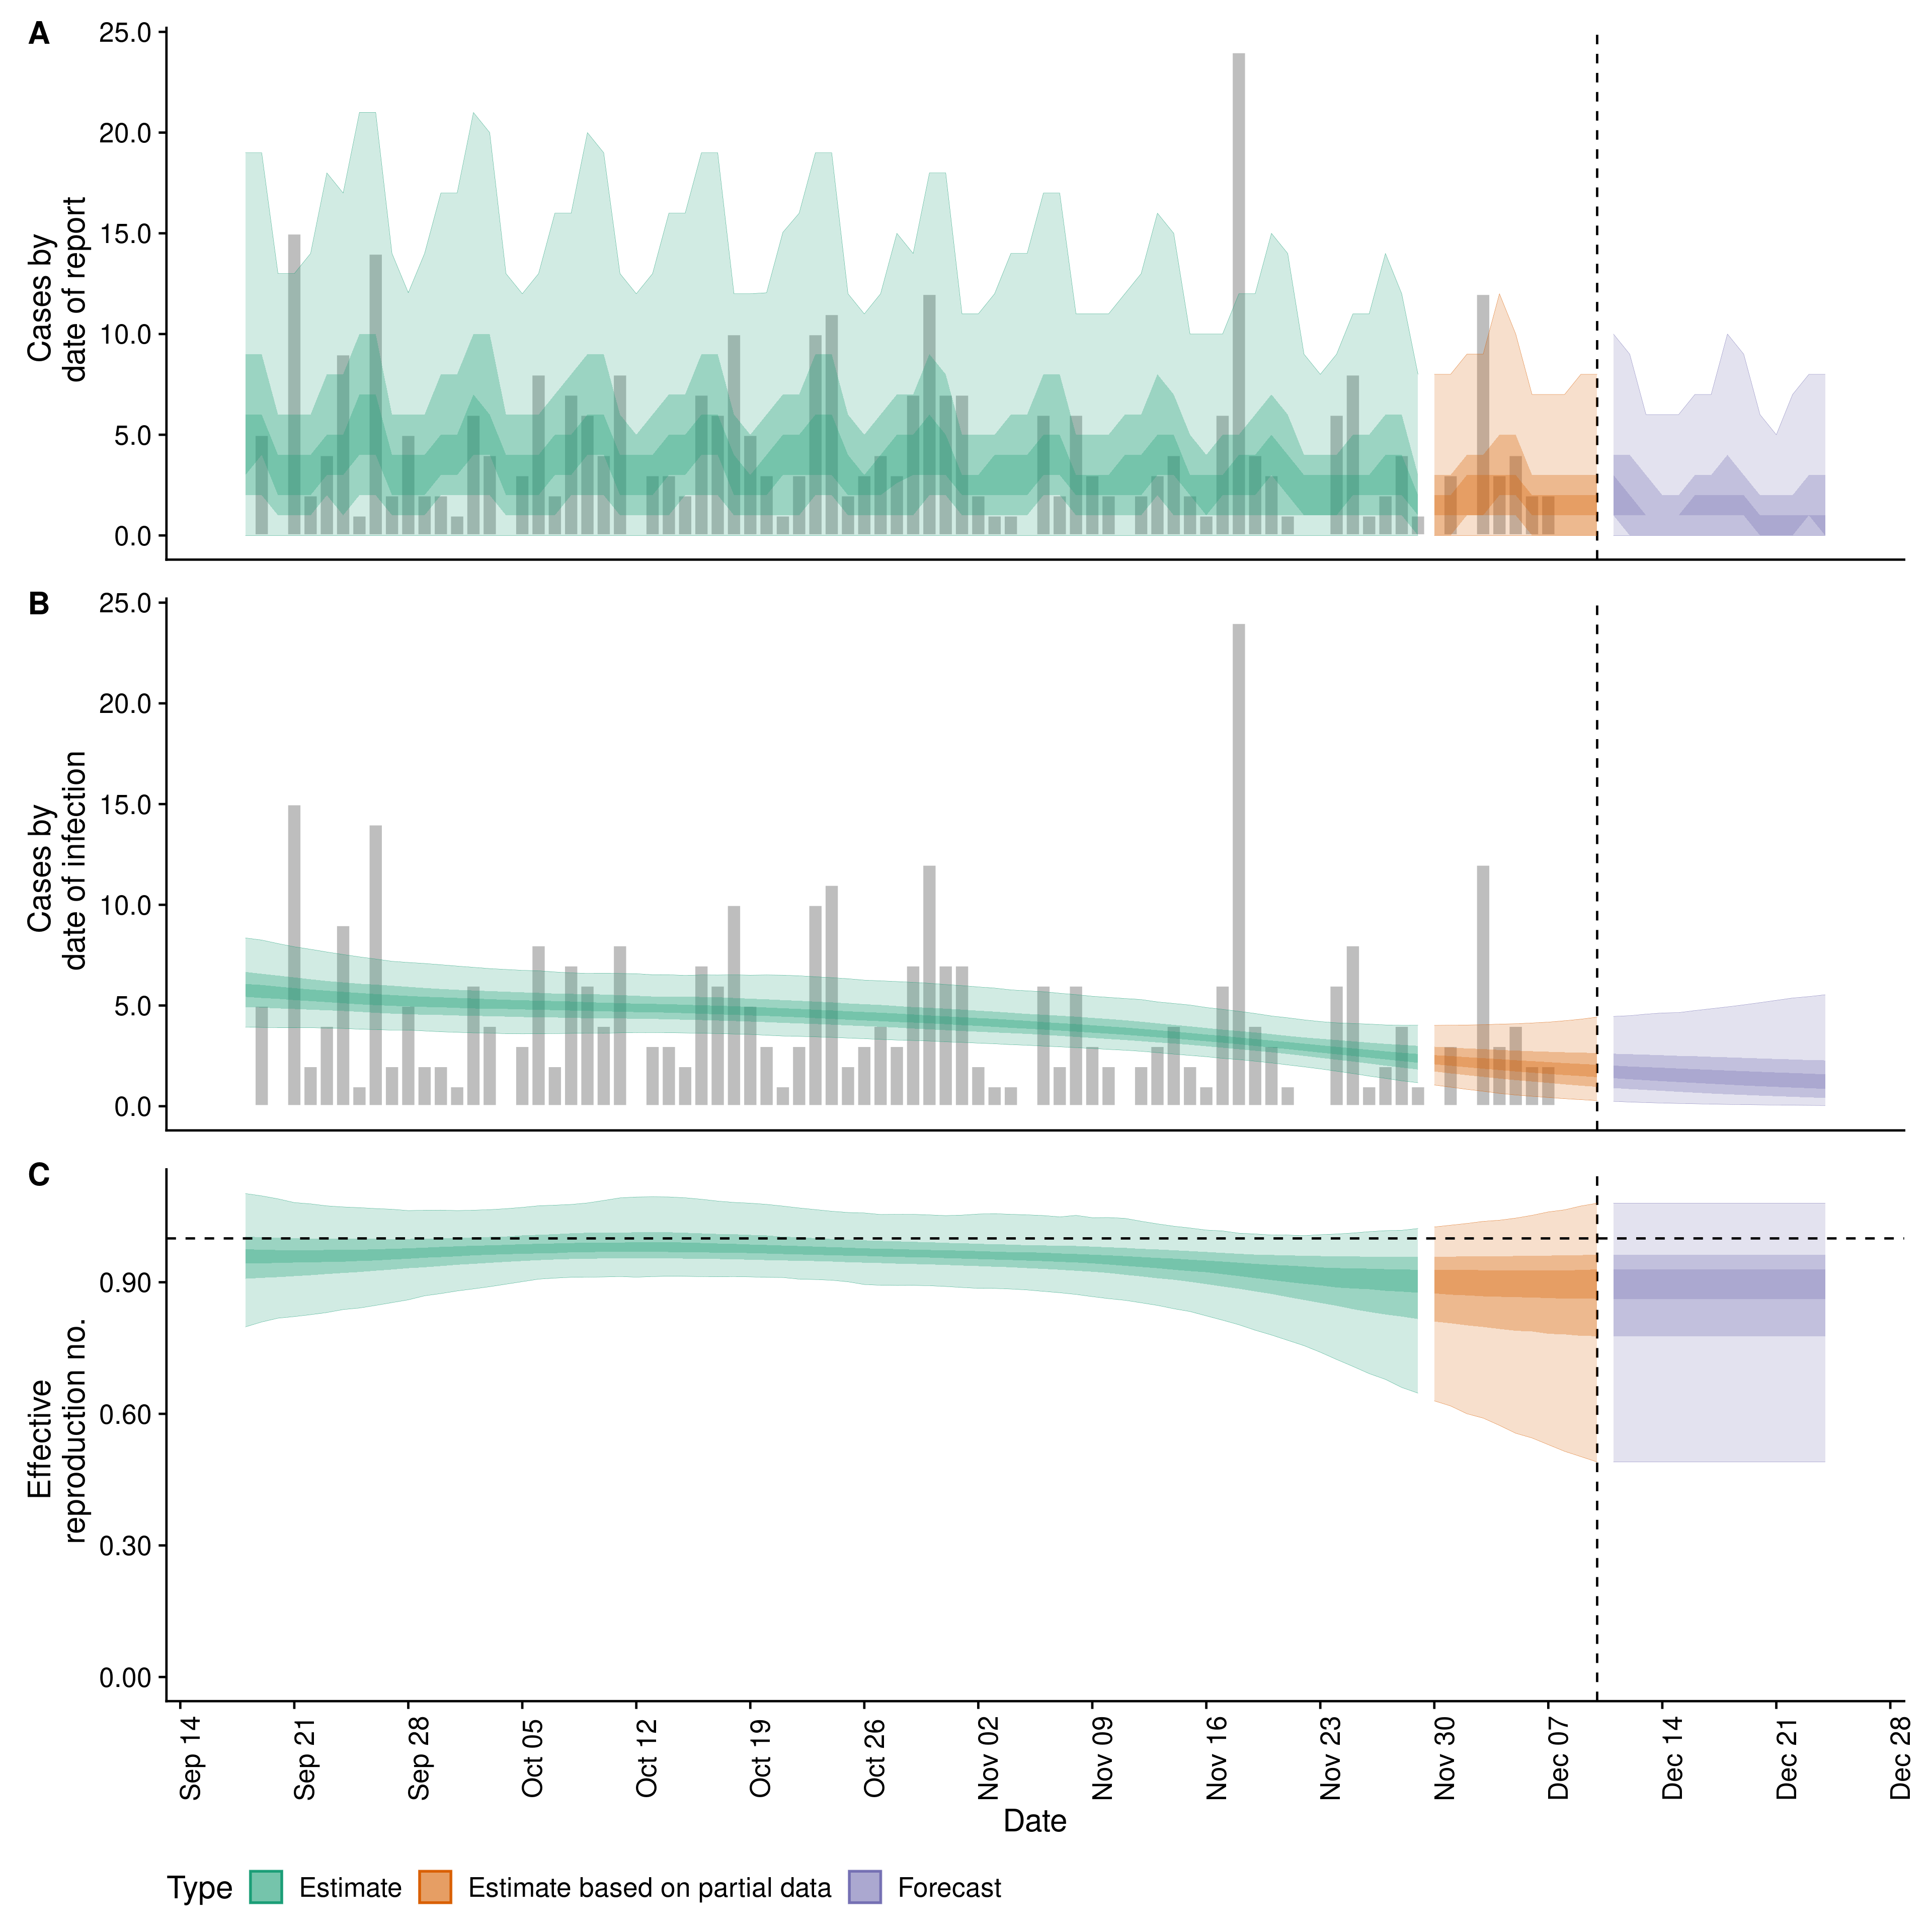 A
Cases by
date of report
25.0
20.0
15.0
10.0
5.0
0.0
B
Cases by
date of infection
25.0
20.0
15.0
10.0
5.0
0.0
C
Effective
reproduction no.
0.90
0.60
0.30
0.00
Sep 14
Sep 21
Sep 28
Oct 05
Oct 12
Oct 19
Oct 26
Nov 02
Nov 09
Nov 16
Nov 23
Nov 30
Dec 07
Dec 14
Dec 21
Dec 28
Date
Type Estimate Estimate based on partial data Forecast